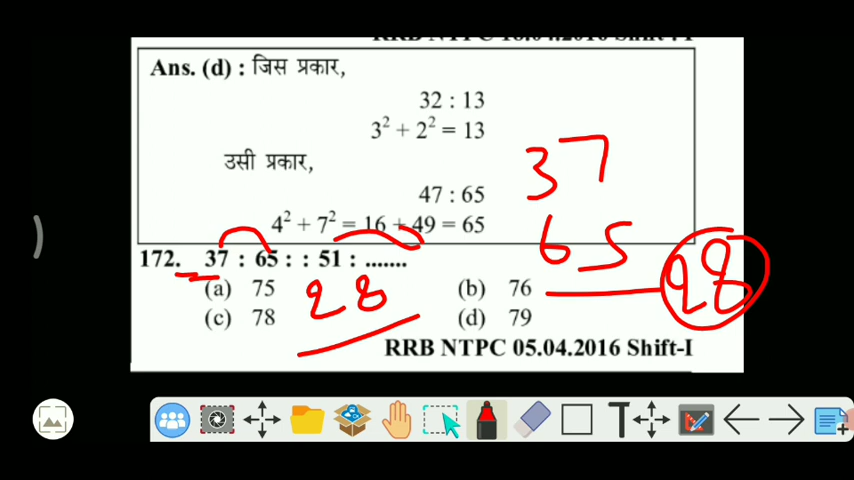 Ans. (d) : जिस प्रकार,
32 : 13
3² + 2² = 13
उसी प्रकार,
47 : 65
4² + 7² = 16 + 49 = 65
172. 37 : 65 : : 51 : .......
(a) 75 (b) 76
(c) 78 (d) 79
RRB NTPC 05.04.2016 Shift-I
37
65
28
28
T